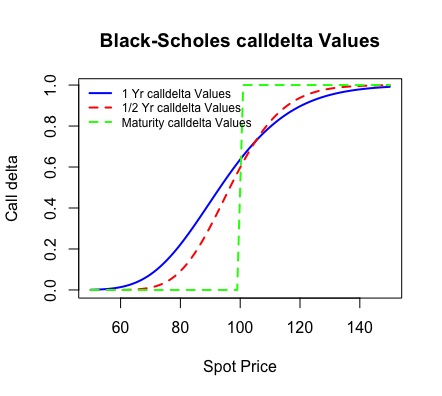 Black-Scholes calldelta Values
1 Yr calldelta Values
1/2 Yr calldelta Values
Maturity calldelta Values
Call delta
0.0 0.2 0.4 0.6 0.8 1.0
60 80 100 120 140
Spot Price